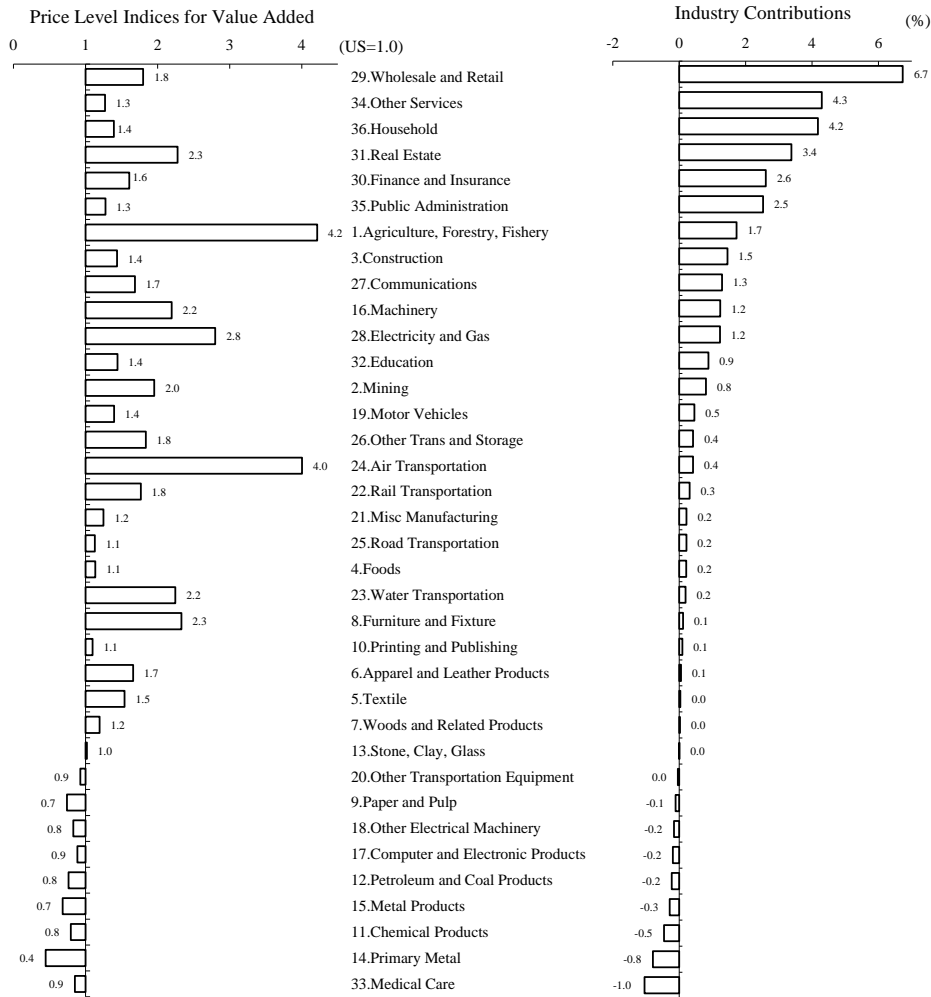 Price Level Indices for Value Added
Industry Contributions
(%)
0 1 2 3 4 (US=1.0)
-2 0 2 4 6
1.8 29.Wholesale and Retail 6.7
1.3 34.Other Services 4.3
1.4 36.Household 4.2
2.3 31.Real Estate 3.4
1.6 30.Finance and Insurance 2.6
1.3 35.Public Administration 2.5
4.2 1.Agriculture, Forestry, Fishery 1.7
1.4 3.Construction 1.5
1.7 27.Communications 1.3
2.2 16.Machinery 1.2
2.8 28.Electricity and Gas 1.2
1.4 32.Education 0.9
2.0 2.Mining 0.8
1.4 19.Motor Vehicles 0.5
1.8 26.Other Trans and Storage 0.4
4.0 24.Air Transportation 0.4
1.8 22.Rail Transportation 0.3
1.2 21.Misc Manufacturing 0.2
1.1 25.Road Transportation 0.2
1.1 4.Foods 0.2
2.2 23.Water Transportation 0.2
2.3 8.Furniture and Fixture 0.1
1.1 10.Printing and Publishing 0.1
1.7 6.Apparel and Leather Products 0.1
1.5 5.Textile 0.0
1.2 7.Woods and Related Products 0.0
1.0 13.Stone, Clay, Glass 0.0
0.9 20.Other Transportation Equipment 0.0
0.7 9.Paper and Pulp -0.1
0.8 18.Other Electrical Machinery -0.2
0.9 17.Computer and Electronic Products -0.2
0.8 12.Petroleum and Coal Products -0.2
0.7 15.Metal Products -0.3
0.8 11.Chemical Products -0.5
0.4 14.Primary Metal -0.8
0.9 33.Medical Care -1.0